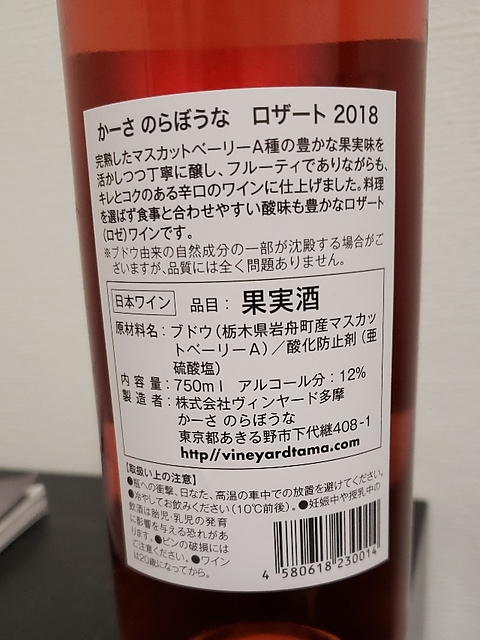 かーさ のらぼうな　ロザート 2018
完熟したマスカットベーリーA種の豊かな果実味を
活かしつつ丁寧に醸し、フルーティでありながらも、
キレとコクのある辛口のワインに仕上げました。料理
を選ばず食事と合わせやすい酸味も豊かなロザート
（ロゼ）ワインです。
※ブドウ由来の自然成分の一部が沈殿する場合がご
ざいますが、品質には全く問題ありません。
日本ワイン　品目：果実酒
原材料名：ブドウ（栃木県岩舟町産マスカッ
トベーリーA）／酸化防止剤（亜
硫酸塩）
内容量：750ml　アルコール分：12%
製造者：株式会社ヴィンヤード多摩
かーさ のらぼうな
東京都あきる野市下代継408-1
http://vineyardtama.com
【取扱い上の注意】
●瓶への衝撃、日なた、高温の車中での放置を避けてください。
●冷やしてお飲みください（10℃前後）。●妊娠中や授乳中の
飲酒は胎児・乳児の発育
に影響を与える恐れがあ
ります。●ビンの破損には
ご注意ください。●ワイン
は20歳になってから。
4 580618 230014